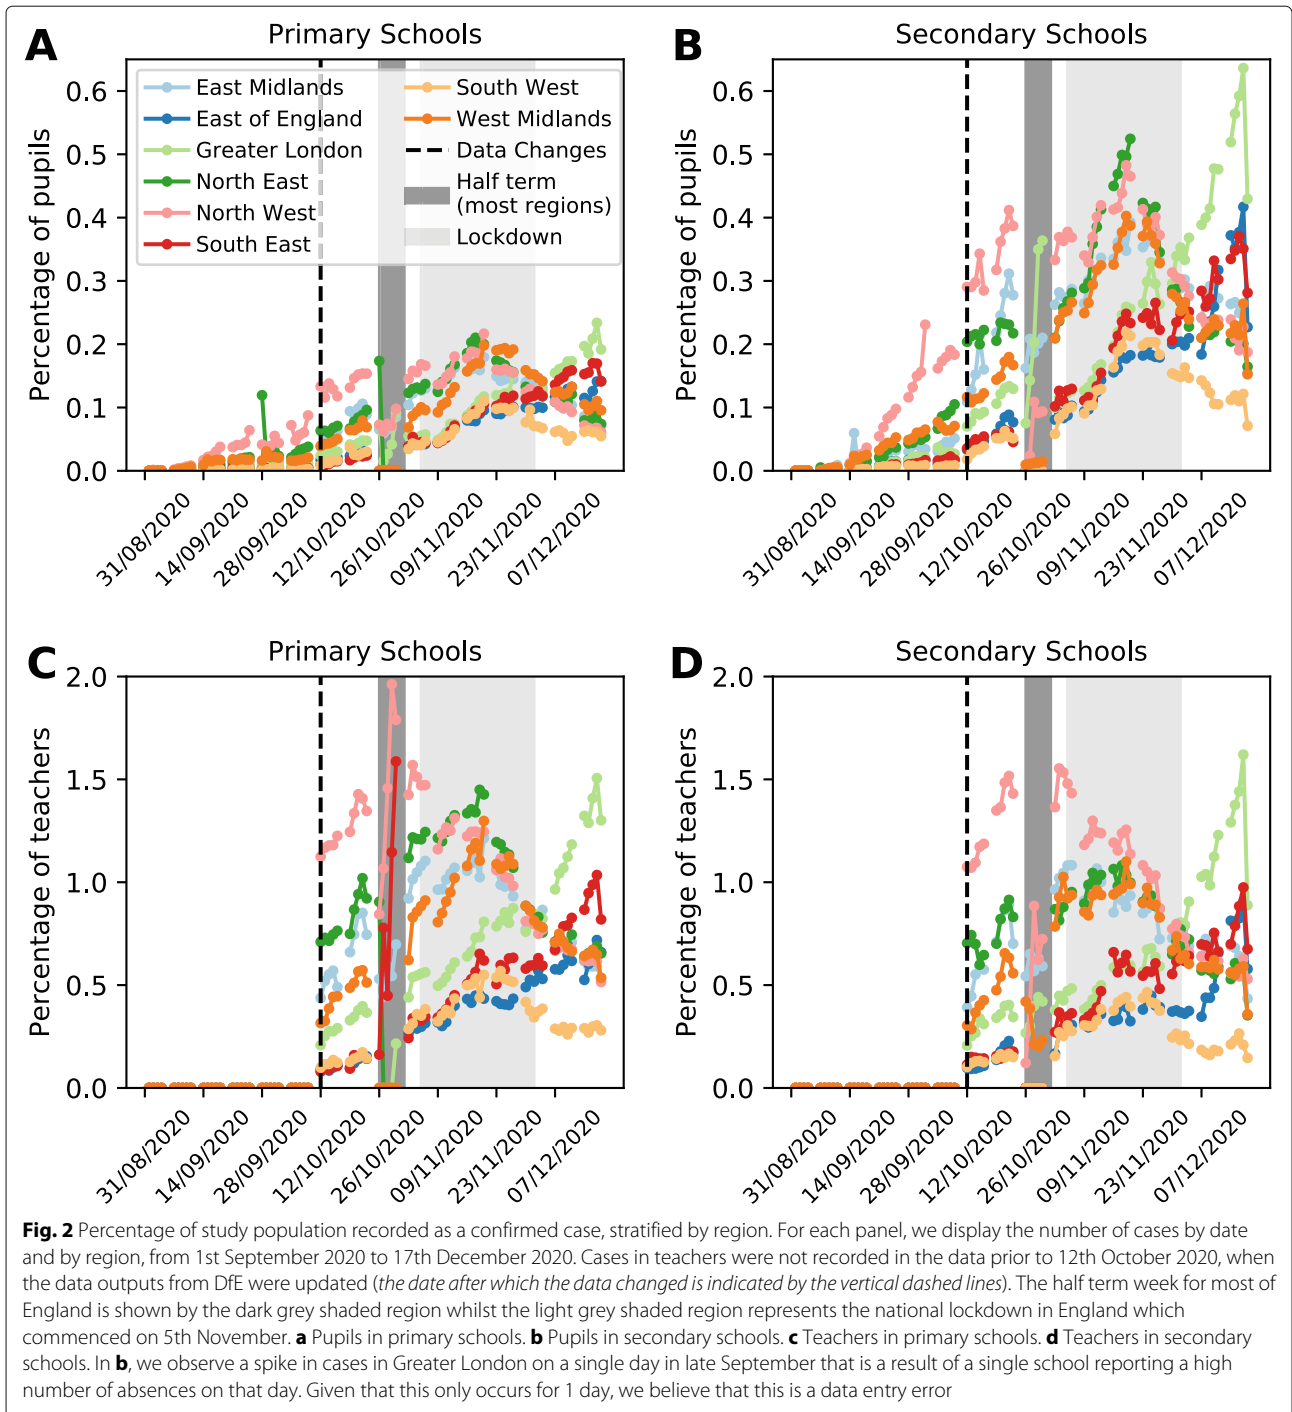 A
Primary Schools
B
Secondary Schools
Percentage of pupils
0.6
0.5
0.4
0.3
0.2
0.1
0.0
East Midlands
East of England
Greater London
North East
North West
South East
South West
West Midlands
Data Changes
Half term
(most regions)
Lockdown
31/08/2020
14/09/2020
28/09/2020
12/10/2020
26/10/2020
09/11/2020
23/11/2020
07/12/2020
Percentage of pupils
0.6
0.5
0.4
0.3
0.2
0.1
0.0
31/08/2020
14/09/2020
28/09/2020
12/10/2020
26/10/2020
09/11/2020
23/11/2020
07/12/2020
C
Primary Schools
D
Secondary Schools
Percentage of teachers
2.0
1.5
1.0
0.5
0.0
31/08/2020
14/09/2020
28/09/2020
12/10/2020
26/10/2020
09/11/2020
23/11/2020
07/12/2020
Percentage of teachers
2.0
1.5
1.0
0.5
0.0
31/08/2020
14/09/2020
28/09/2020
12/10/2020
26/10/2020
09/11/2020
23/11/2020
07/12/2020
Fig. 2 Percentage of study population recorded as a confirmed case, stratified by region. For each panel, we display the number of cases by date
and by region, from 1st September 2020 to 17th December 2020. Cases in teachers were not recorded in the data prior to 12th October 2020, when
the data outputs from DfE were updated (the date after which the data changed is indicated by the vertical dashed lines). The half term week for most of
England is shown by the dark grey shaded region whilst the light grey shaded region represents the national lockdown in England which
commenced on 5th November. a Pupils in primary schools. b Pupils in secondary schools. c Teachers in primary schools. d Teachers in secondary
schools. In b, we observe a spike in cases in Greater London on a single day in late September that is a result of a single school reporting a high
number of absences on that day. Given that this only occurs for 1 day, we believe that this is a data entry error